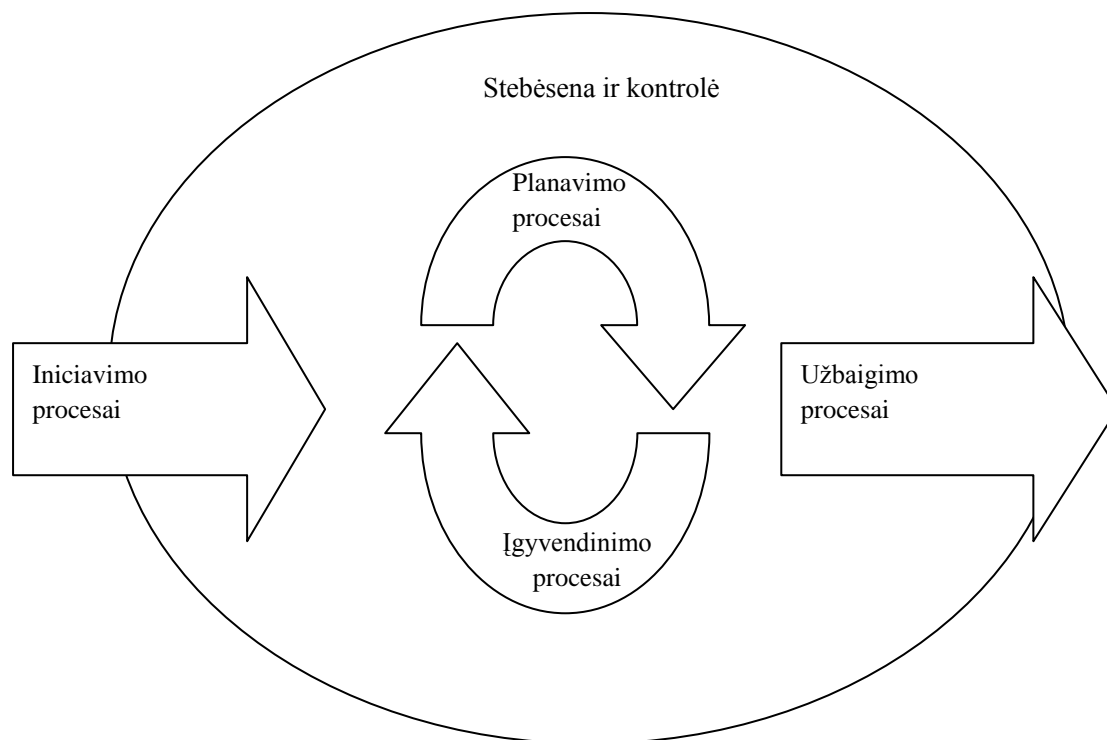 Stebėsena ir kontrolė
Planavimo
procesai
Iniciavimo
procesai
Užbaigimo
procesai
Įgyvendinimo
procesai